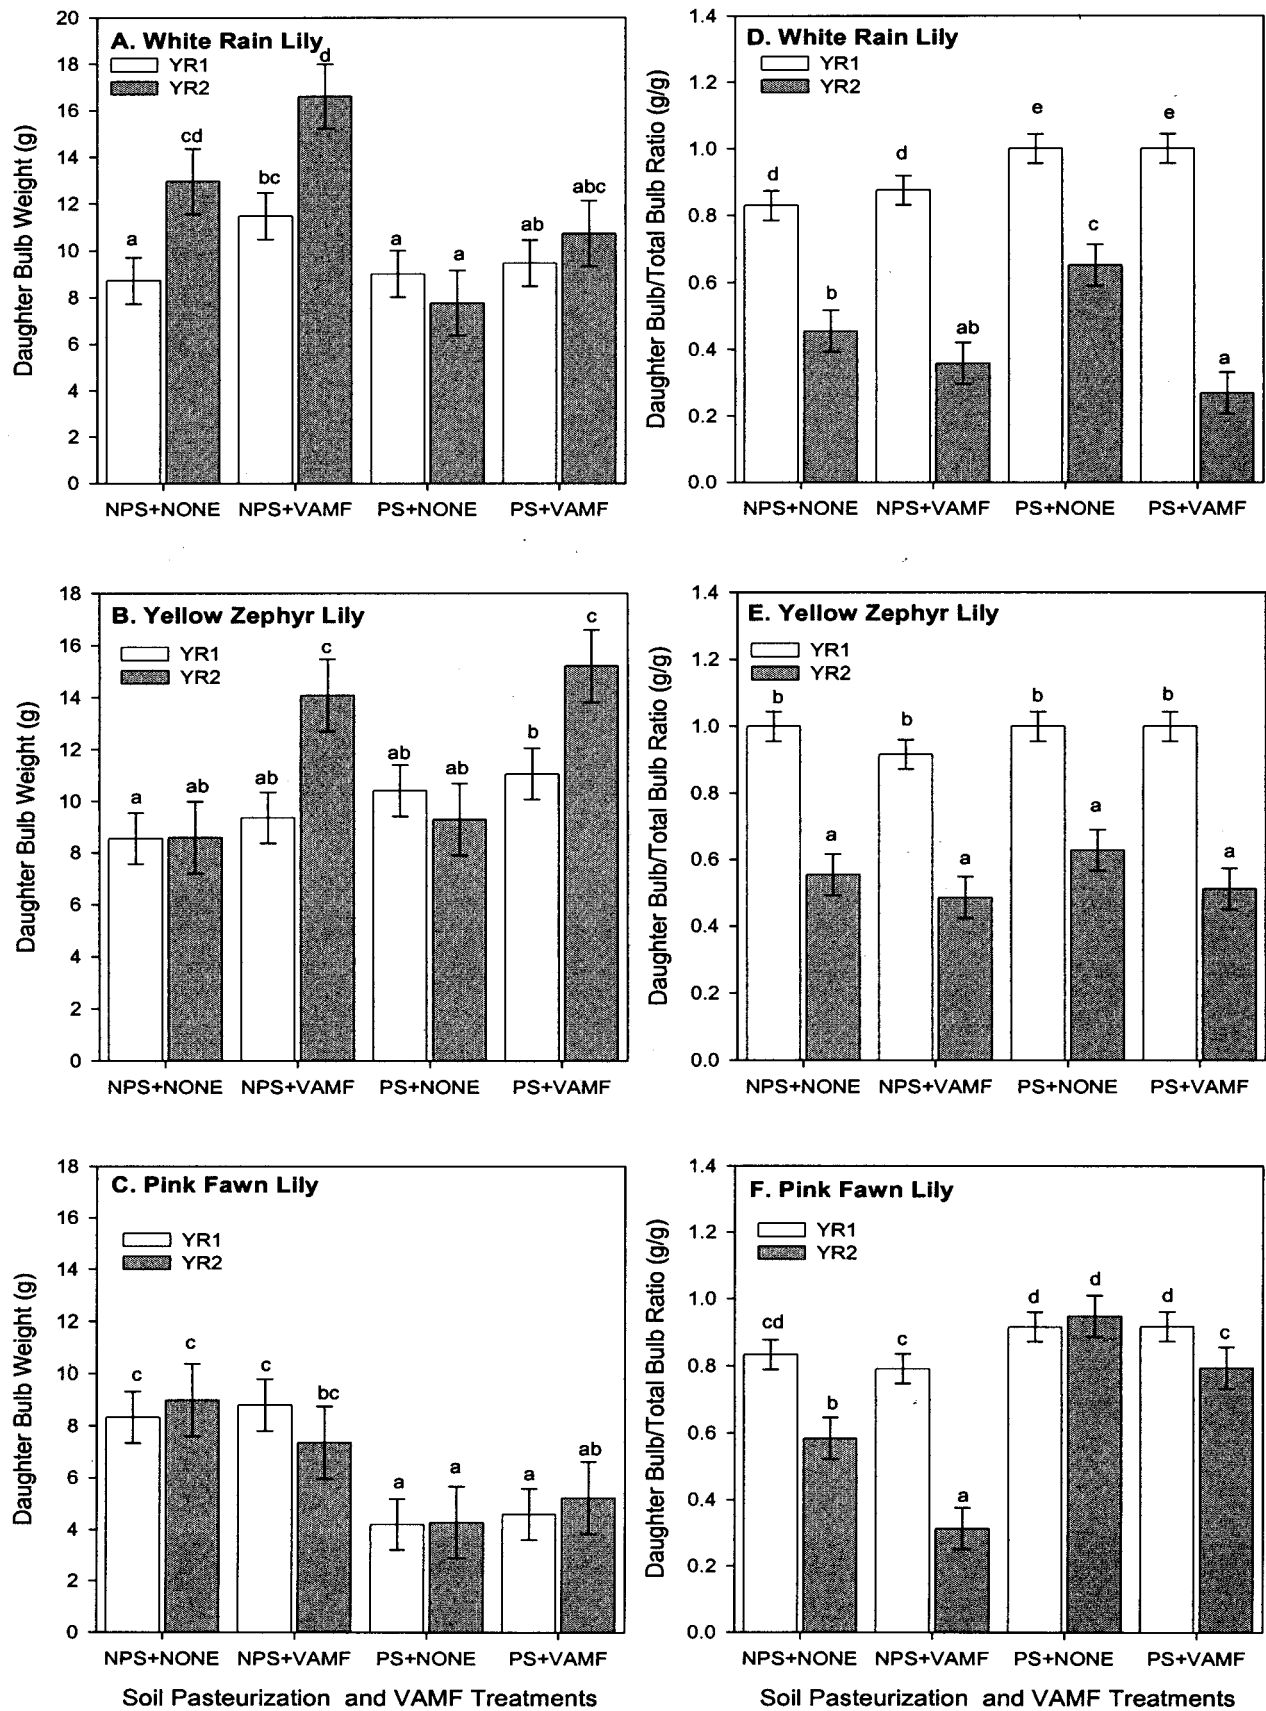 A. White Rain Lily
YR1
YR2
Daughter Bulb Weight (g)
20
18
16
14
12
10
8
6
4
2
0
a
cd
bc
d
a
a
ab
abc
NPS+NONE NPS+VAMF PS+NONE PS+VAMF
D. White Rain Lily
YR1
YR2
Daughter Bulb/Total Bulb Ratio (g/g)
1.4
1.2
1.0
0.8
0.6
0.4
0.2
0.0
d
b
d
ab
e
c
e
a
NPS+NONE NPS+VAMF PS+NONE PS+VAMF
B. Yellow Zephyr Lily
YR1
YR2
Daughter Bulb Weight (g)
18
16
14
12
10
8
6
4
2
0
a
ab
ab
c
ab
ab
b
c
NPS+NONE NPS+VAMF PS+NONE PS+VAMF
E. Yellow Zephyr Lily
YR1
YR2
Daughter Bulb/Total Bulb Ratio (g/g)
1.4
1.2
1.0
0.8
0.6
0.4
0.2
0.0
b
a
b
a
b
a
b
a
NPS+NONE NPS+VAMF PS+NONE PS+VAMF
C. Pink Fawn Lily
YR1
YR2
Daughter Bulb Weight (g)
18
16
14
12
10
8
6
4
2
0
c
c
c
bc
a
a
a
ab
NPS+NONE NPS+VAMF PS+NONE PS+VAMF
Soil Pasteurization and VAMF Treatments
F. Pink Fawn Lily
YR1
YR2
Daughter Bulb/Total Bulb Ratio (g/g)
1.4
1.2
1.0
0.8
0.6
0.4
0.2
0.0
cd
b
c
a
d
d
d
c
NPS+NONE NPS+VAMF PS+NONE PS+VAMF
Soil Pasteurization and VAMF Treatments